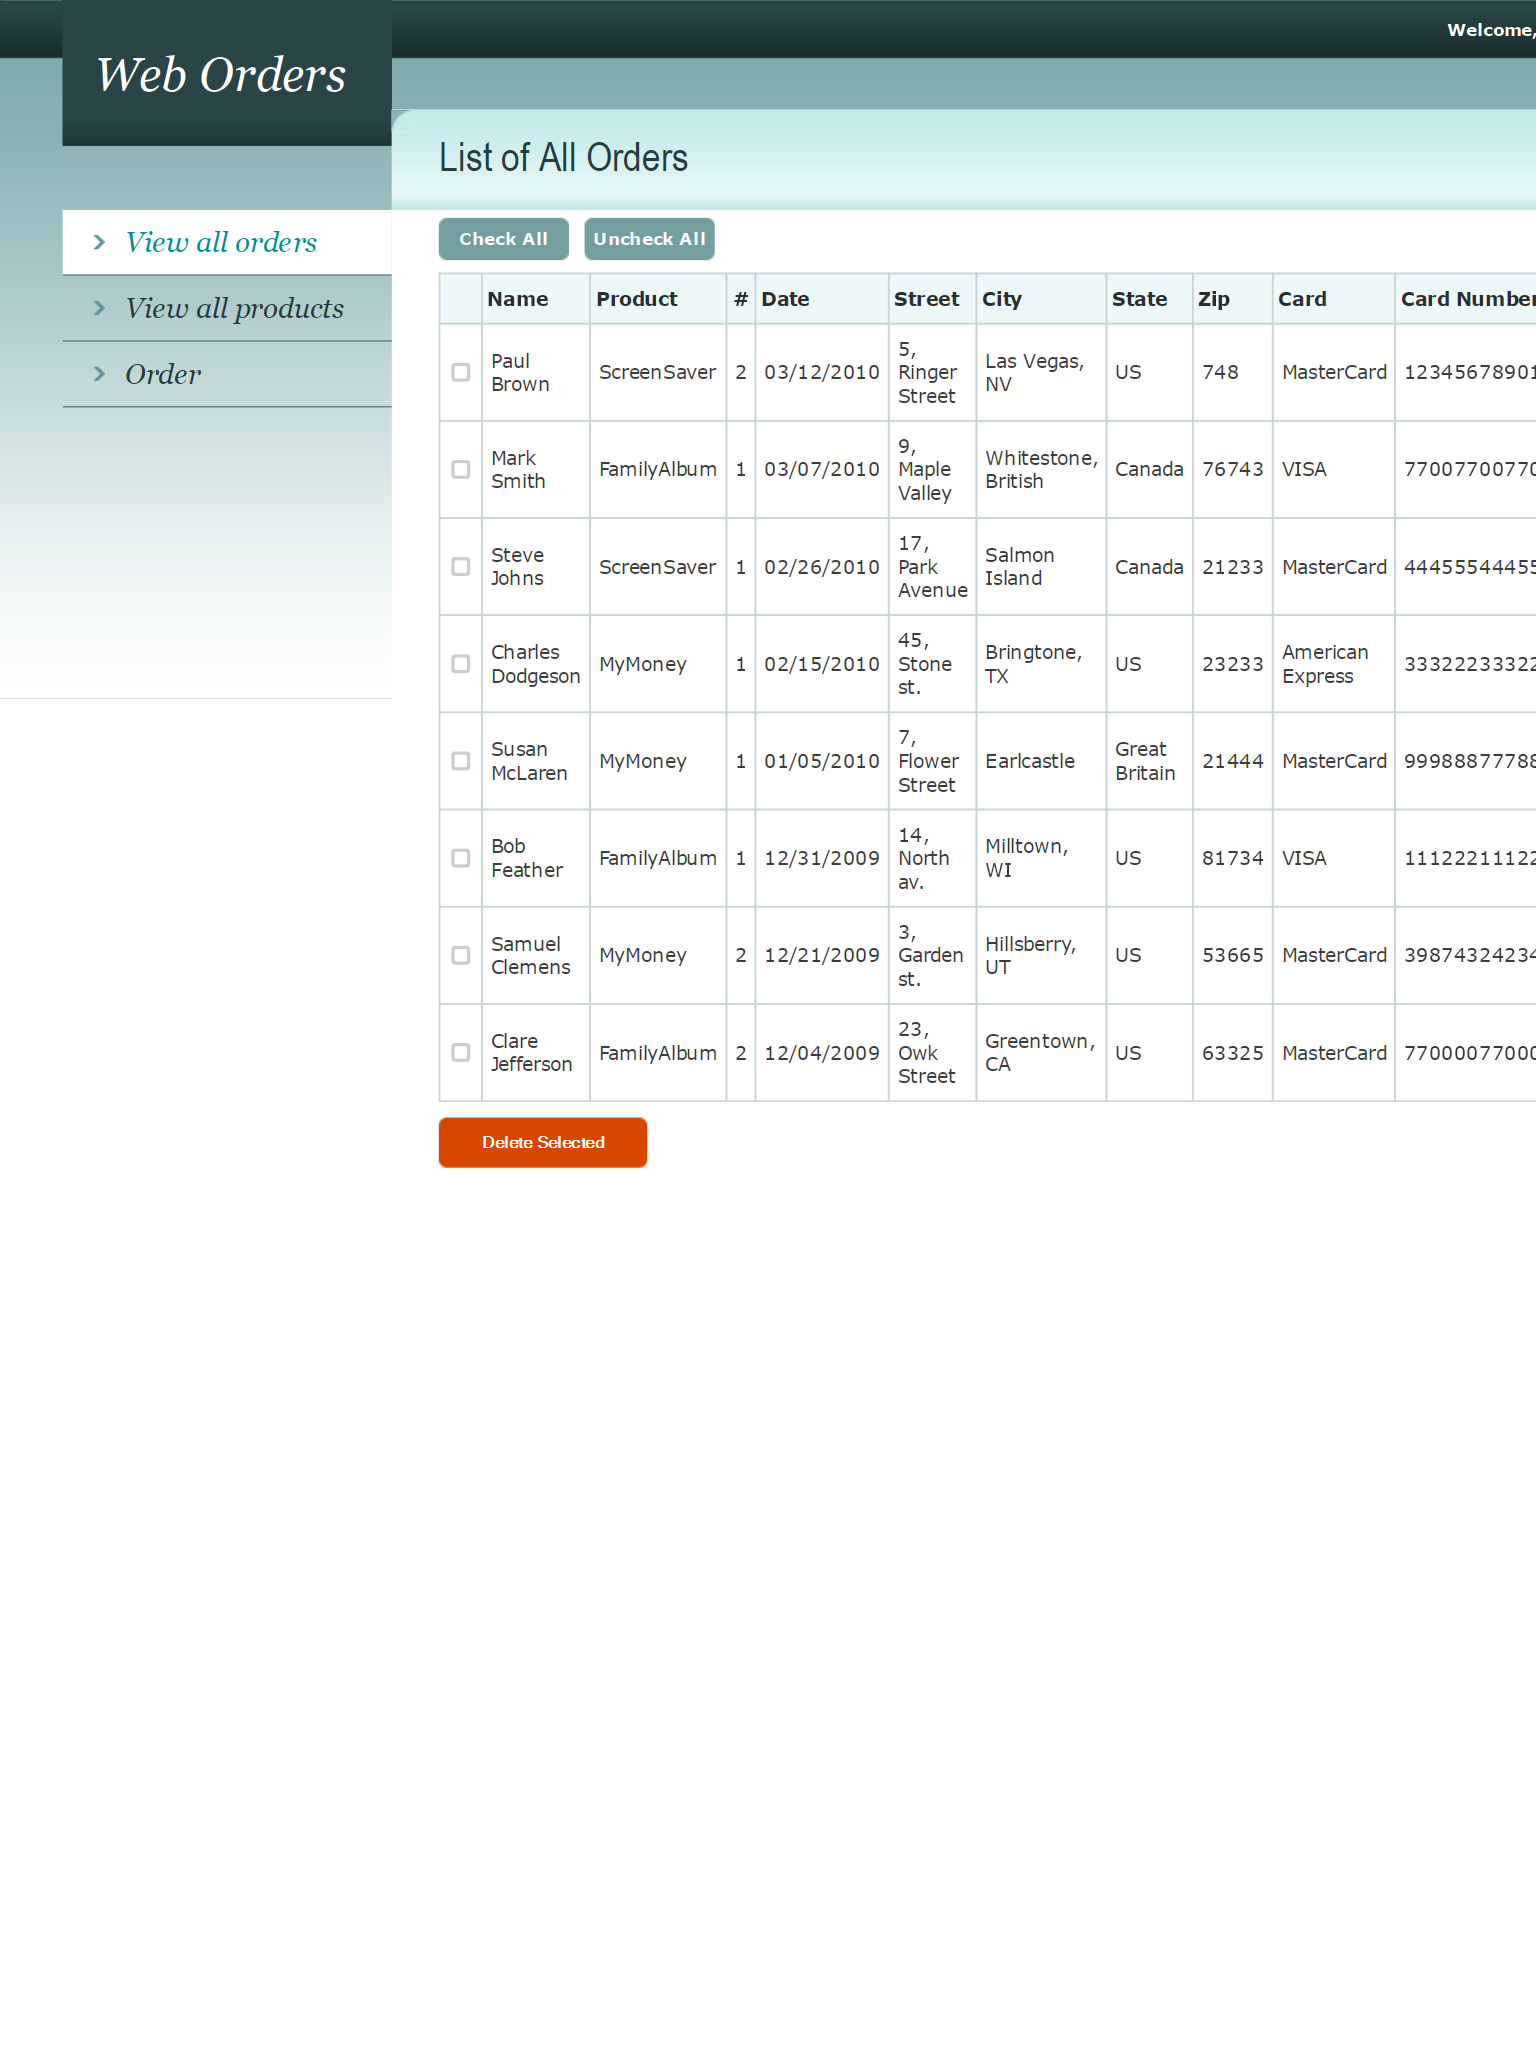 Welcome,
Web Orders
List of All Orders
View all orders
View all products
Order
Check All Uncheck All
Name Product # Date Street City State Zip Card Card Number
Paul Brown ScreenSaver 2 03/12/2010 5, Ringer Street Las Vegas, NV US 748 MasterCard 12345678901
Mark Smith FamilyAlbum 1 03/07/2010 9, Maple Valley Whitestone, British Canada 76743 VISA 77007700770
Steve Johns ScreenSaver 1 02/26/2010 17, Park Avenue Salmon Island Canada 21233 MasterCard 44455544455
Charles Dodgeson MyMoney 1 02/15/2010 45, Stone st. Bringtone, TX US 23233 American Express 33322233322
Susan McLaren MyMoney 1 01/05/2010 7, Flower Street Earlcastle Great Britain 21444 MasterCard 99988877788
Bob Feather FamilyAlbum 1 12/31/2009 14, North av. Milltown, WI US 81734 VISA 11122211122
Samuel Clemens MyMoney 2 12/21/2009 3, Garden st. Hillsberry, UT US 53665 MasterCard 39874324234
Clare Jefferson FamilyAlbum 2 12/04/2009 23, Owk Street Greentown, CA US 63325 MasterCard 77000077000
Delete Selected